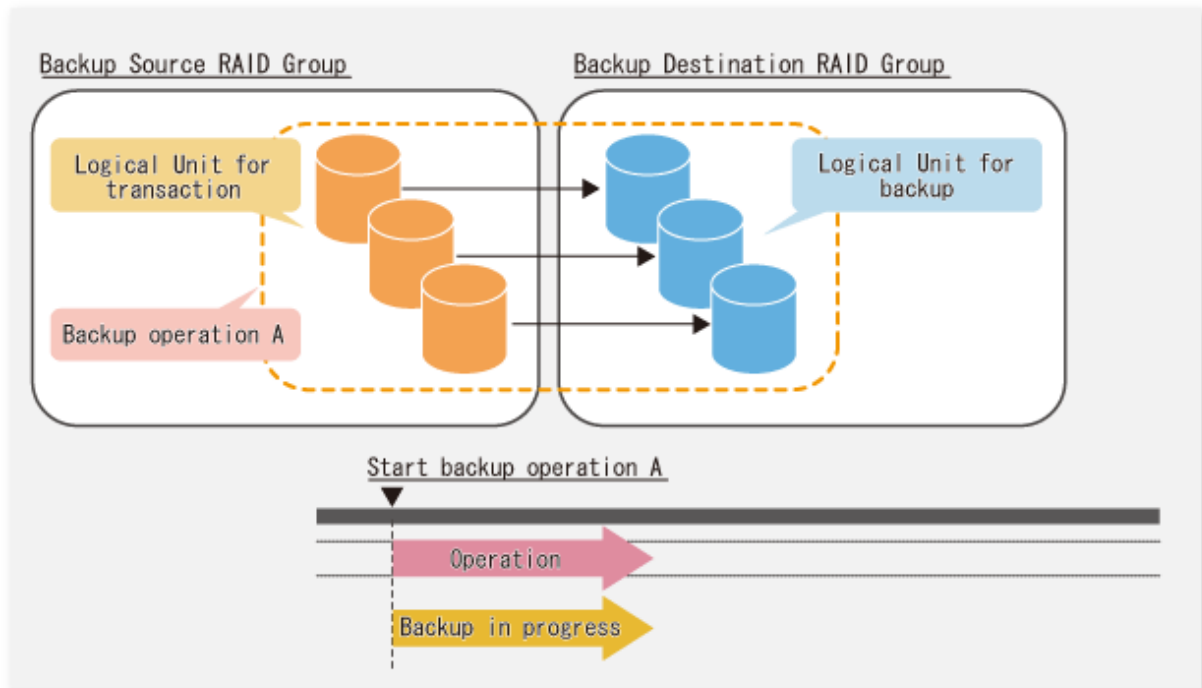 Backup Source RAID Group
Backup Destination RAID Group
Logical Unit for
transaction
Logical Unit for
backup
Backup operation A
Start backup operation A
Operation
Backup in progress